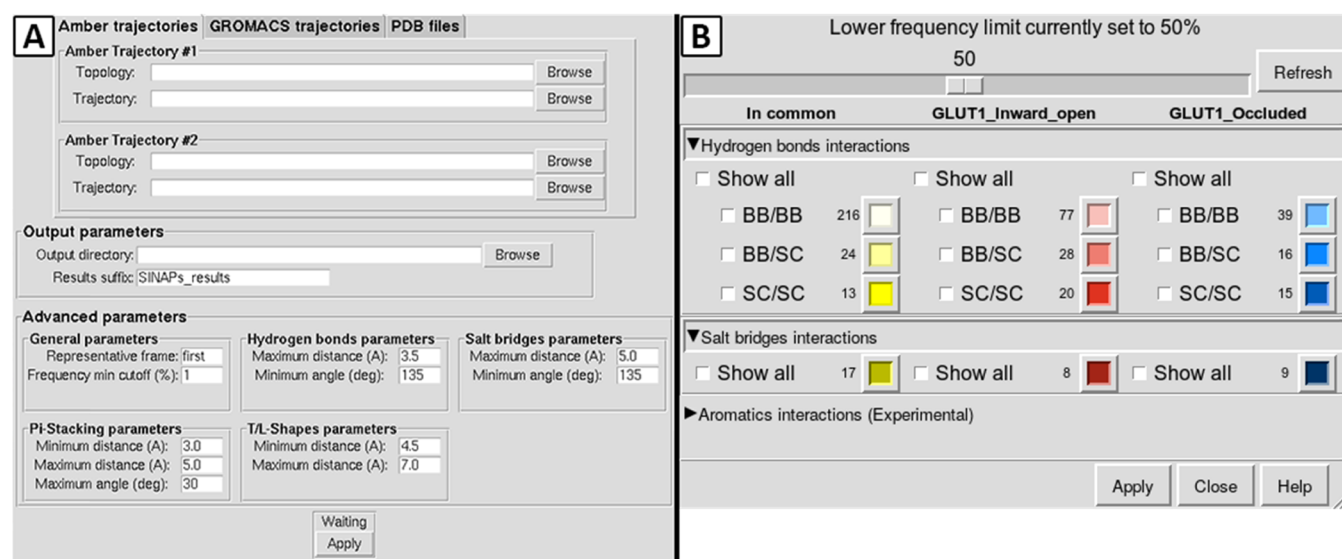 A
Amber trajectories GROMACS trajectories PDB files
Amber Trajectory #1
Topology: Browse
Trajectory: Browse
Amber Trajectory #2
Topology: Browse
Trajectory: Browse
Output parameters
Output directory: Browse
Results suffix: SINAPs_results
Advanced parameters
General parameters
Representative frame: first
Frequency min cutoff (%): 1
Hydrogen bonds parameters
Maximum distance (A): 3.5
Minimum angle (deg): 135
Salt bridges parameters
Maximum distance (A): 5.0
Minimum angle (deg): 135
Pi-Stacking parameters
Minimum distance (A): 3.0
Maximum distance (A): 5.0
Maximum angle (deg): 30
T/L-Shapes parameters
Minimum distance (A): 4.5
Maximum distance (A): 7.0
Waiting
Apply
B
Lower frequency limit currently set to 50%
50
Refresh
In common GLUT1_Inward_open GLUT1_Occluded
Hydrogen bonds interactions
Show all Show all Show all
BB/BB 216 BB/BB 77 BB/BB 39
BB/SC 24 BB/SC 28 BB/SC 16
SC/SC 13 SC/SC 20 SC/SC 15
Salt bridges interactions
Show all 17 Show all 8 Show all 9
Aromatics interactions (Experimental)
Apply Close Help